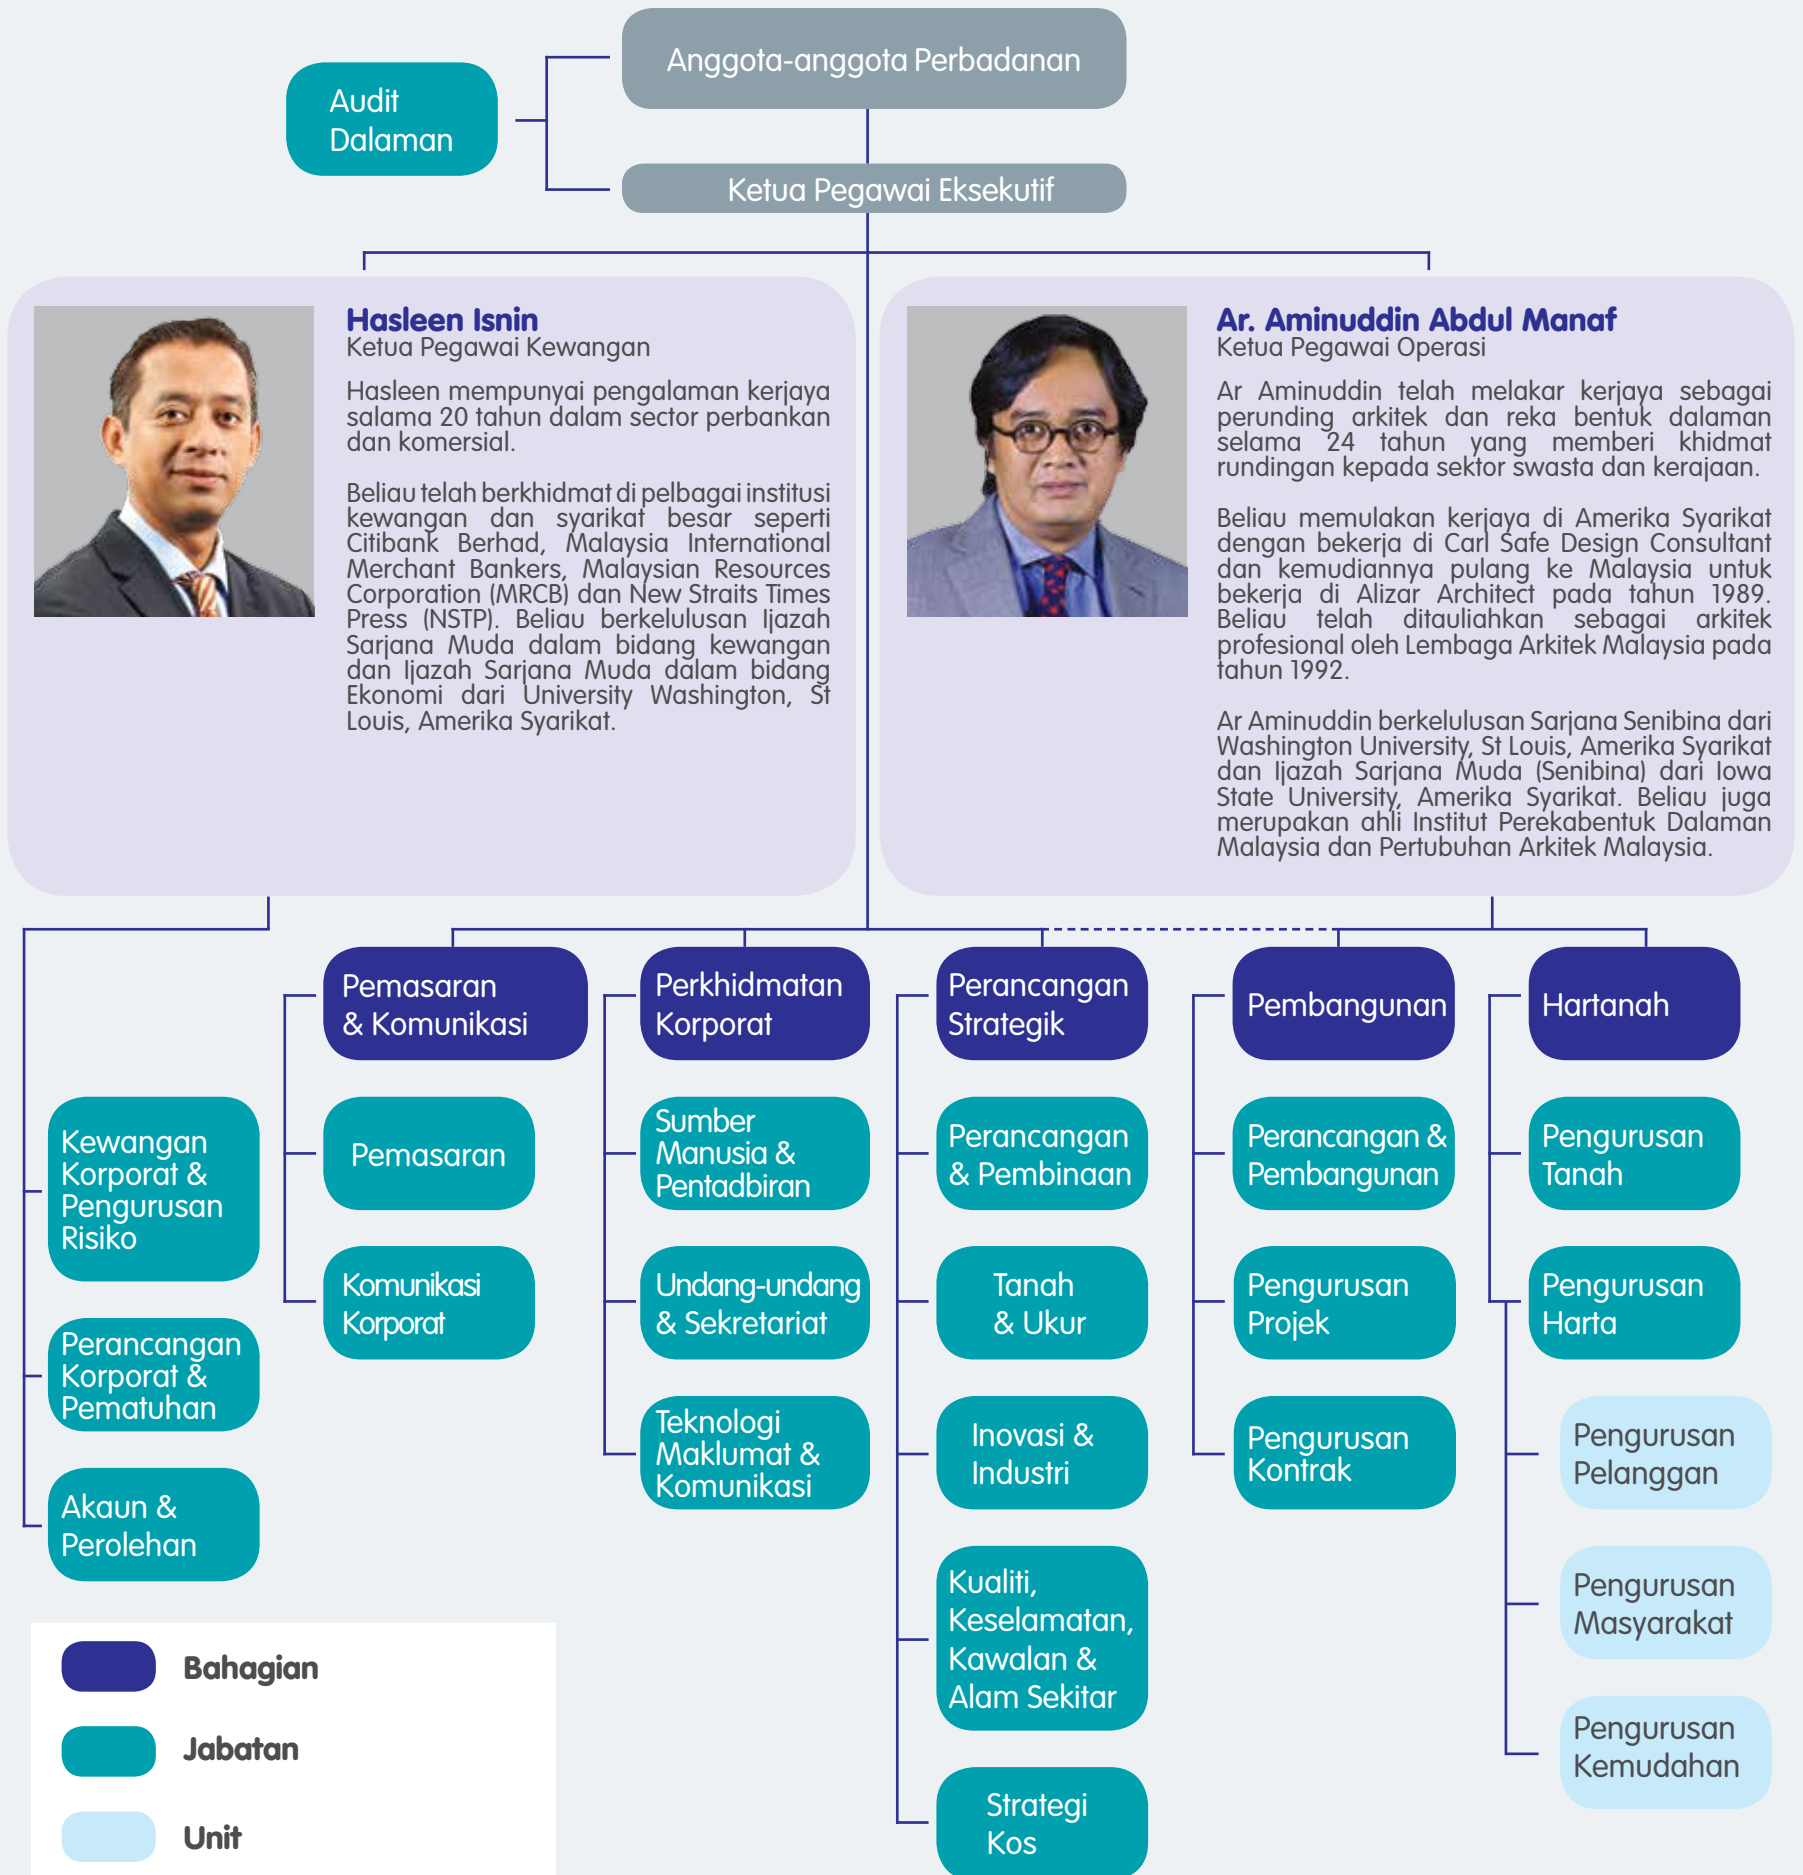 Anggota-anggota Perbadanan
Audit
Dalaman
Ketua Pegawai Eksekutif
Hasleen Isnin
Ketua Pegawai Kewangan
Hasleen mempunyai pengalaman kerjaya
salama 20 tahun dalam sector perbankan
dan komersial.
Beliau telah berkhidmat di pelbagai institusi
kewangan dan syarikat besar seperti
Citibank Berhad, Malaysia International
Merchant Bankers, Malaysian Resources
Corporation (MRCB) dan New Straits Times
Press (NSTP). Beliau berkelulusan Ijazah
Sarjana Muda dalam bidang kewangan
dan Ijazah Sarjana Muda dalam bidang
Ekonomi dari University Washington, St
Louis, Amerika Syarikat.
Ar. Aminuddin Abdul Manaf
Ketua Pegawai Operasi
Ar Aminuddin telah melakar kerjaya sebagai
perunding arkitek dan reka bentuk dalaman
selama 24 tahun yang memberi khidmat
rundingan kepada sektor swasta dan kerajaan.
Beliau memulakan kerjaya di Amerika Syarikat
dengan bekerja di Carl Safe Design Consultant
dan kemudiannya pulang ke Malaysia untuk
bekerja di Alizar Architect pada tahun 1989.
Beliau telah ditauliahkan sebagai arkitek
profesional oleh Lembaga Arkitek Malaysia pada
tahun 1992.
Ar Aminuddin berkelulusan Sarjana Senibina dari
Washington University, St Louis, Amerika Syarikat
dan Ijazah Sarjana Muda (Senibina) dari Iowa
State University, Amerika Syarikat. Beliau juga
merupakan ahli Institut Perekabentuk Dalaman
Malaysia dan Pertubuhan Arkitek Malaysia.
Kewangan
Korporat &
Pengurusan
Risiko
Perancangan
Korporat &
Pematuhan
Akaun &
Perolehan
Pemasaran
& Komunikasi
Pemasaran
Komunikasi
Korporat
Perkhidmatan
Korporat
Sumber
Manusia &
Pentadbiran
Undang-undang
& Sekretariat
Teknologi
Maklumat &
Komunikasi
Perancangan
Strategik
Perancangan
& Pembinaan
Tanah
& Ukur
Inovasi &
Industri
Kualiti,
Keselamatan,
Kawalan &
Alam Sekitar
Strategi
Kos
Pembangunan
Perancangan &
Pembangunan
Pengurusan
Projek
Pengurusan
Kontrak
Hartanah
Pengurusan
Tanah
Pengurusan
Harta
Pengurusan
Pelanggan
Pengurusan
Masyarakat
Pengurusan
Kemudahan
Bahagian
Jabatan
Unit